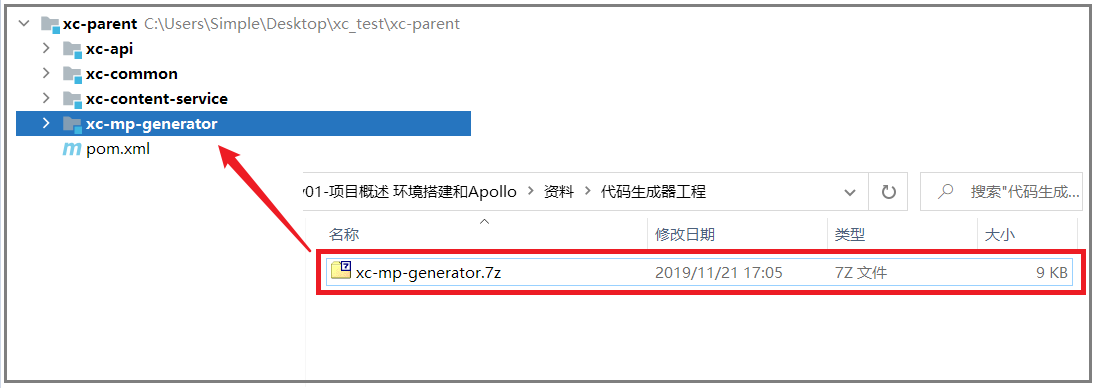 xc-parent C:\Users\Simple\Desktop\xc_test\xc-parent
xc-api
xc-common
xc-content-service
xc-mp-generator
m pom.xml
01-项目概述 环境搭建和Apollo > 资料 > 代码生成器工程 搜索"代码生成...
名称 修改日期 类型 大小
xc-mp-generator.7z 2019/11/21 17:05 7Z 文件 9 KB